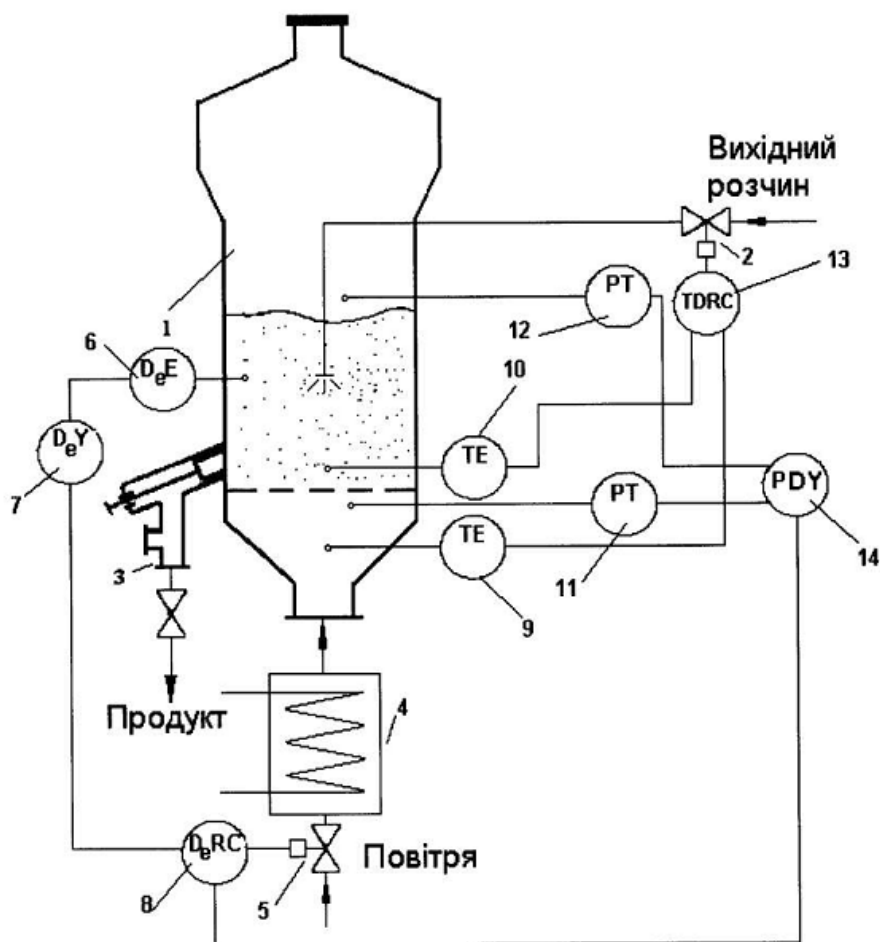 Вихідний
розчин
2
13
TDRC
PT
12
1
6
DeE
10
DeY
7
TE
PDY
14
PT
11
TE
9
3
Продукт
4
DeRC
8
5
Повітря